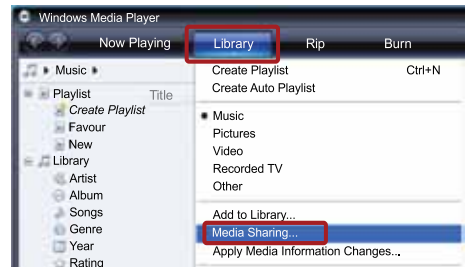 Windows Media Player
Now Playing Library Rip Burn
Music
Playlist Title
Create Playlist
Favour
New
Library
Artist
Album
Songs
Genre
Year
Rating
Create Playlist Ctrl+N
Create Auto Playlist
Music
Pictures
Video
Recorded TV
Other
Add to Library...
Media Sharing...
Apply Media Information Changes...